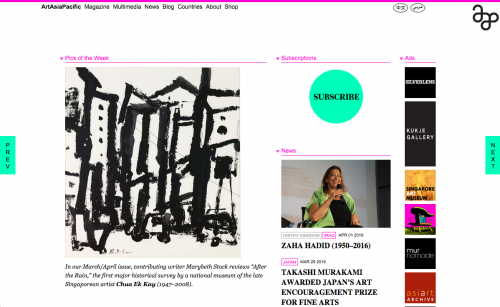 ArtAsiaPacific Magazine Multimedia News Blog Countries About Shop
中文
Pick of the Week
In our March/April issue, contributing writer Marybeth Stock reviews "After
the Rain," the first major historical survey by a national museum of the late
Singaporean artist Chua Ek Kay (1947–2008).
Subscriptions
SUBSCRIBE
News
UNITED KINGDOM IRAQ APR 01 2016
ZAHA HADID (1950–2016)
JAPAN MAR 25 2016
TAKASHI MURAKAMI
AWARDED JAPAN'S ART
ENCOURAGEMENT PRIZE
FOR FINE ARTS
Ads
SILVERLENS
KUKJE
GALLERY
SINGAPORE
ART
MUSEUM
mur
nomade
asiart
ARCHIVE
PREV
NEXT